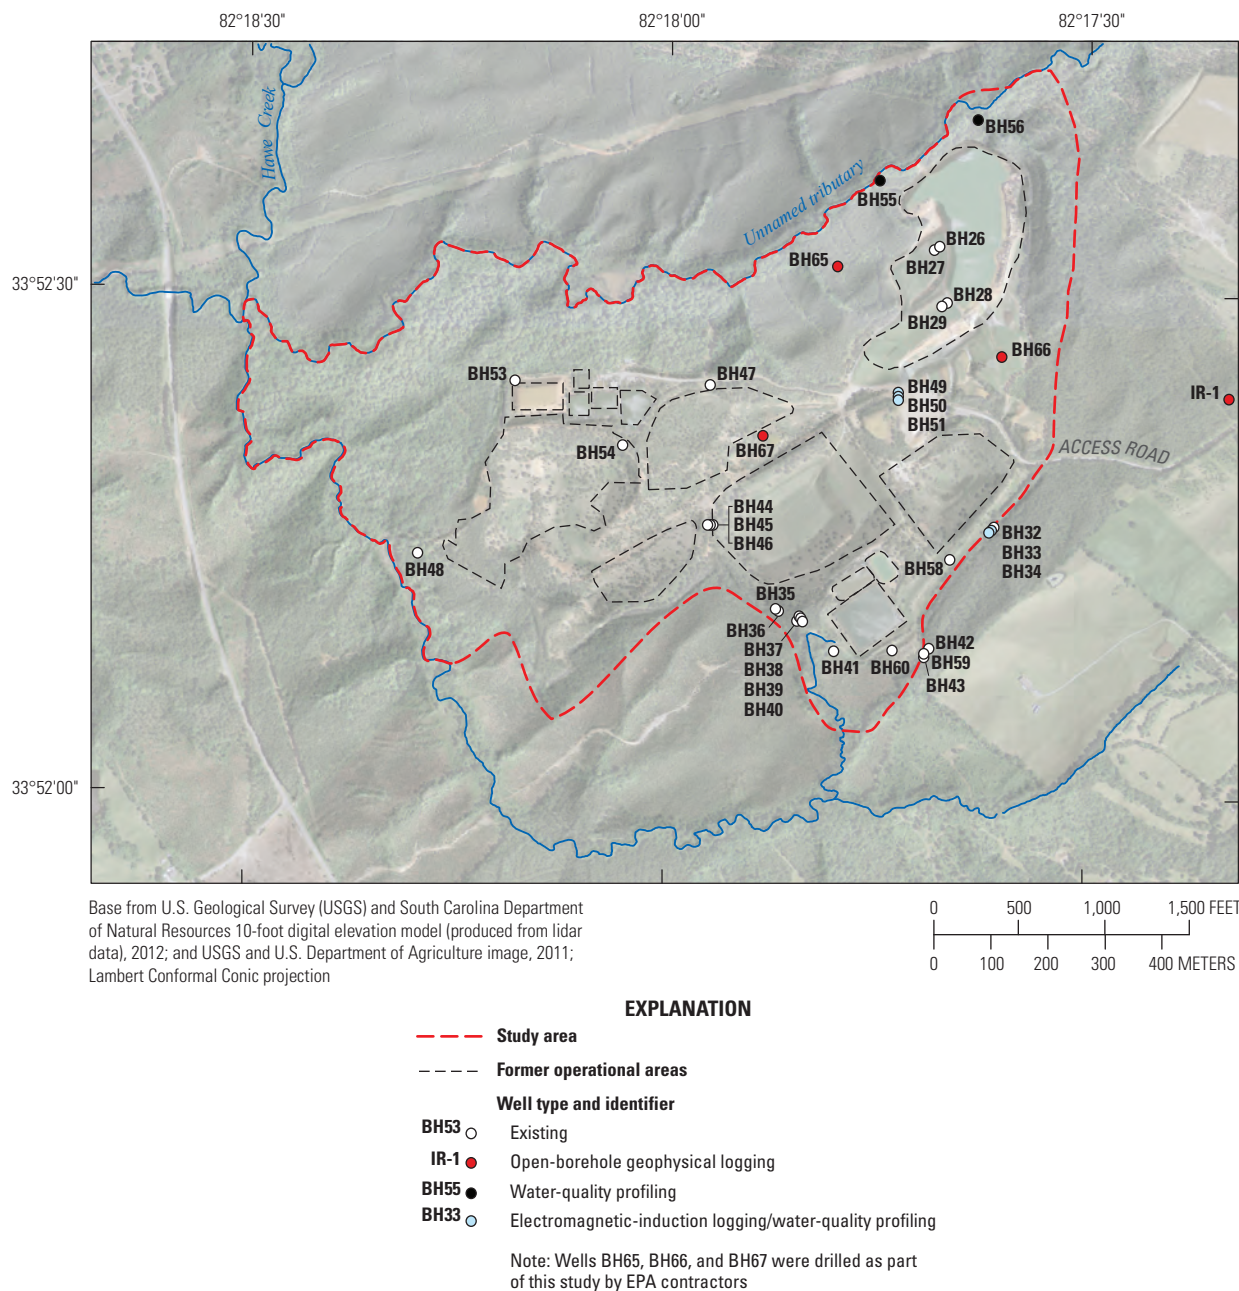 82°18'30"
82°18'00"
82°17'30"
Hawe Creek
BH56
Unnamed tributary
BH55
BH26
BH65
BH27
33°52'30"
BH28
BH29
BH66
BH53
BH47
BH49
BH50
BH51
IR-1
BH54
BH67
ACCESS ROAD
BH44
BH45
BH46
BH32
BH33
BH34
BH48
BH58
BH35
BH36
BH37
BH38
BH39
BH40
BH42
BH41
BH60
BH59
BH43
33°52'00"
Base from U.S. Geological Survey (USGS) and South Carolina Department
of Natural Resources 10-foot digital elevation model (produced from lidar
data), 2012; and USGS and U.S. Department of Agriculture image, 2011;
Lambert Conformal Conic projection
0 500 1,000 1,500 FEET
0 100 200 300 400 METERS
EXPLANATION
Study area
Former operational areas
Well type and identifier
BH53 Existing
IR-1 Open-borehole geophysical logging
BH55 Water-quality profiling
BH33 Electromagnetic-induction logging/water-quality profiling
Note: Wells BH65, BH66, and BH67 were drilled as part
of this study by EPA contractors